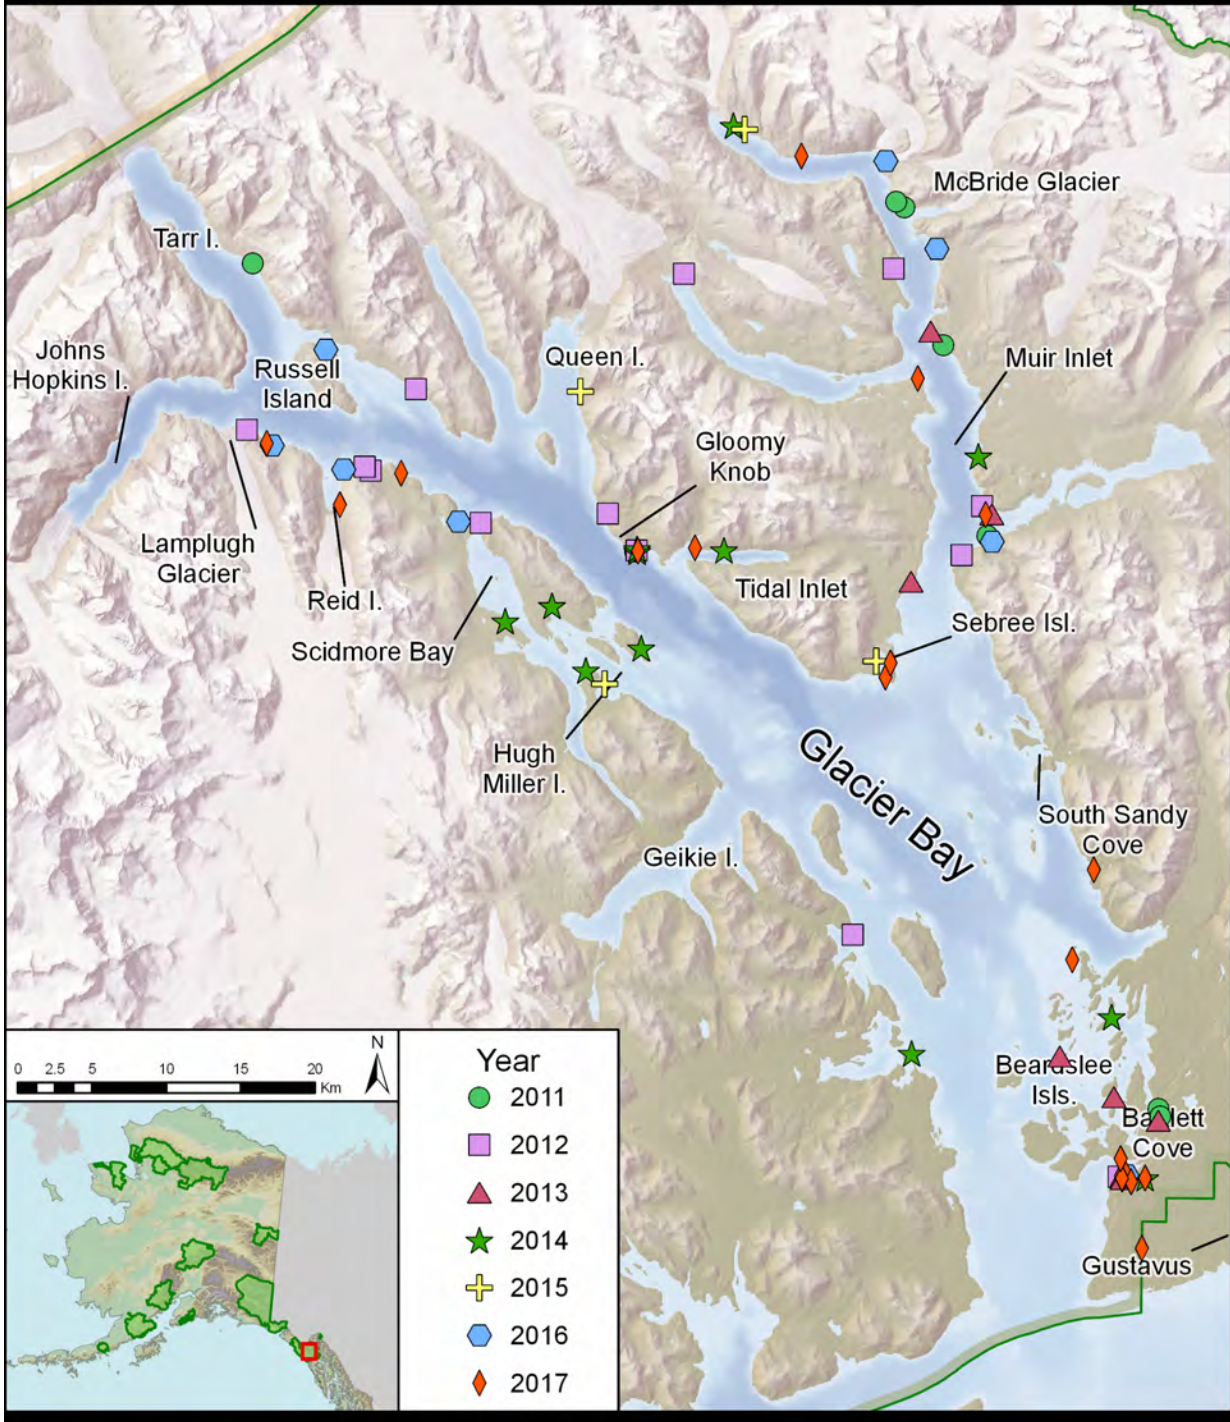 McBride Glacier
Tarr I.
Johns
Hopkins I.
Queen I.
Russell
Island
Muir Inlet
Gloomy
Knob
Lamplugh
Glacier
Reid I.
Tidal Inlet
Scidmore Bay
Sebree Isl.
Hugh
Miller I.
Glacier Bay
South Sandy
Cove
Geikie I.
Beardslee
Isls.
Bartlett
Cove
Gustavus
N
0 2.5 5 10 15 20
Km
Year
2011
2012
2013
2014
2015
2016
2017